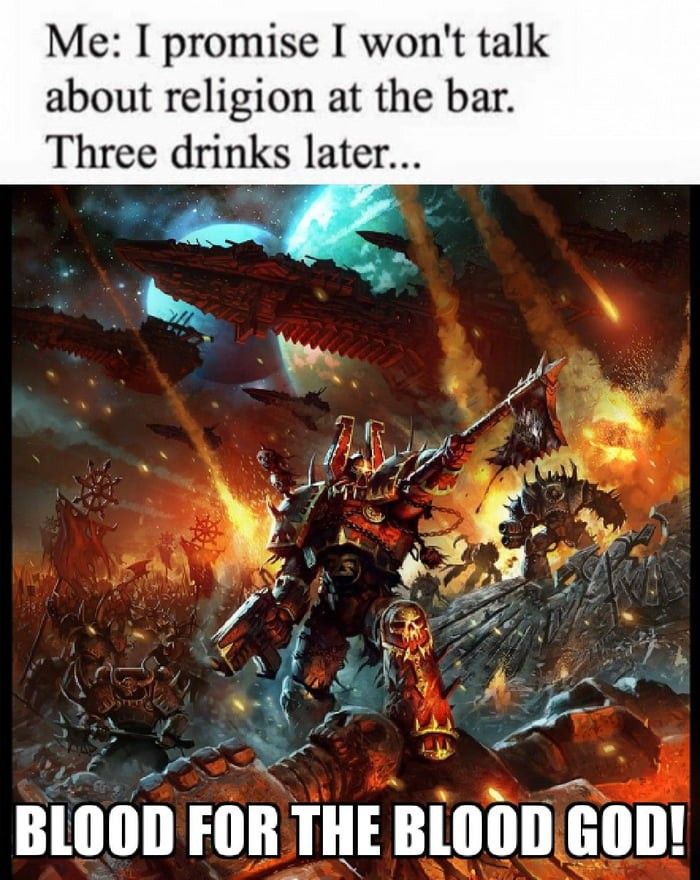 Me: I promise I won't talk
about religion at the bar.
Three drinks later...
BLOOD FOR THE BLOOD GOD!